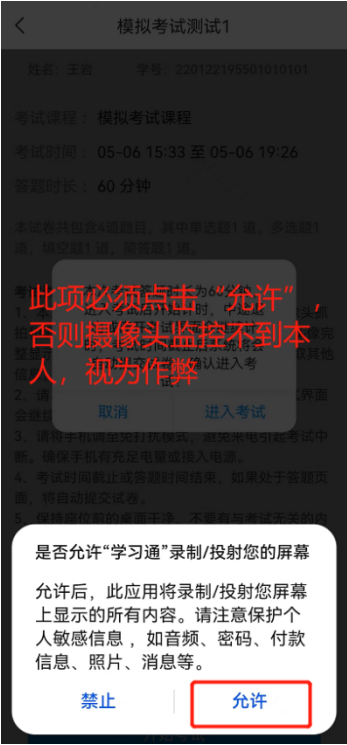 模拟考试测试1
姓名：王岩 学号：220122195501010101
考试课程：模拟考试课程
考试时间：05-06 15:33 至 05-06 19:26
答题时长：60 分钟
本试卷共包含4道题目，其中单选题1 道，多选题1
道，填空题1 道，简答题1 道。
此项必须点击“允许”，
否则摄像头监控不到本
人，视为作弊
取消 进入考试
3、请将手机调至免打扰模式，避免来电引起考试中
断。确保手机有充足电量或接入电源。
4、考试时间截止或答题时间结束，如果处于答题页
面，将自动提交试卷。
5、保持座位前的桌面干净，不要有与考试无关的内
是否允许“学习通”录制/投射您的屏幕
允许后，此应用将录制/投射您屏幕
上显示的所有内容。请注意保护个
人敏感信息 ，如音频、密码、付款
信息、照片、消息等。
禁止 允许
开始考试